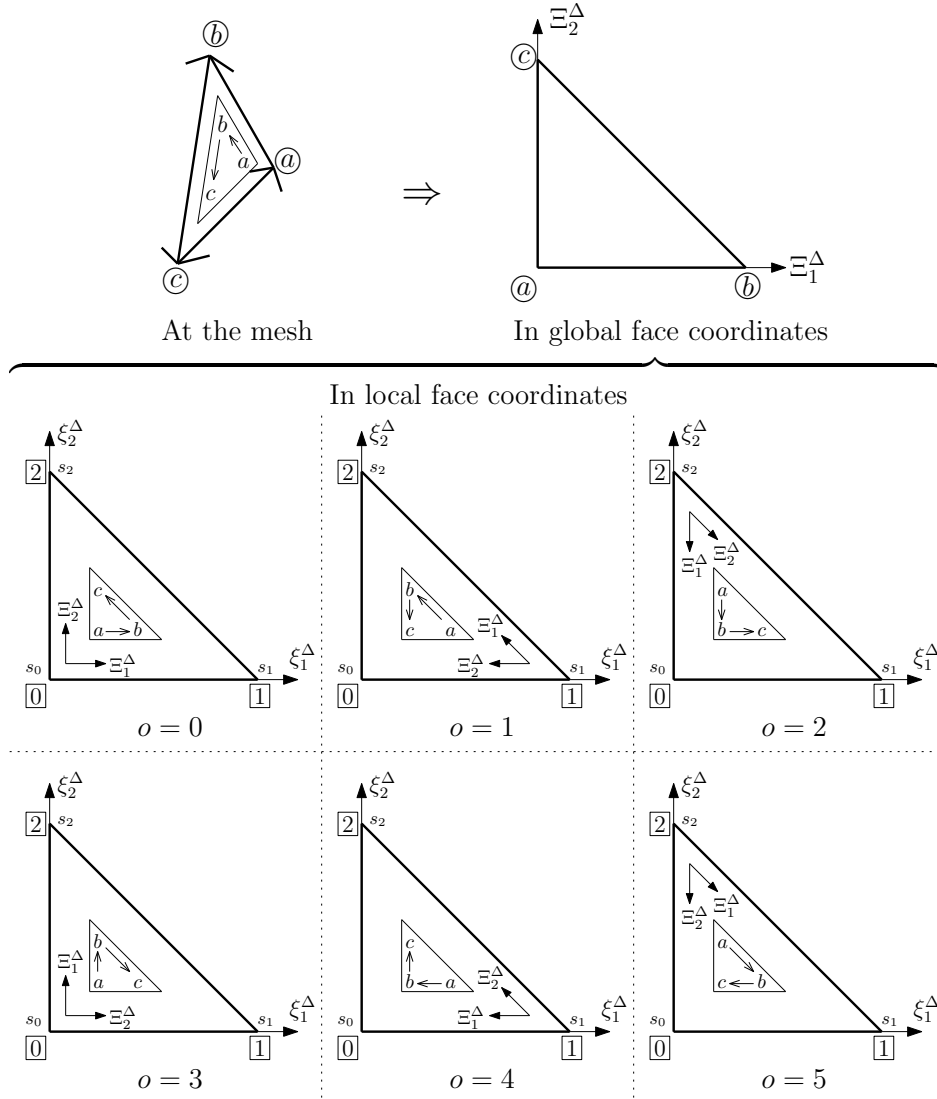 b
Ξ₂^Δ
c
b
a
a
c
⇒
c
a
b
Ξ₁^Δ
At the mesh
In global face coordinates
In local face coordinates
ξ₂^Δ
2 s₂
c
Ξ₂^Δ
a b
Ξ₁^Δ
s₀ s₁ ξ₁^Δ
0 1
o = 0
ξ₂^Δ
2 s₂
b
Ξ₁^Δ
c a
Ξ₂^Δ
s₀ s₁ ξ₁^Δ
0 1
o = 1
ξ₂^Δ
2 s₂
Ξ₁^Δ Ξ₂^Δ
a
b c
s₀ s₁ ξ₁^Δ
0 1
o = 2
ξ₂^Δ
2 s₂
b
Ξ₁^Δ
a c
Ξ₂^Δ
s₀ s₁ ξ₁^Δ
0 1
o = 3
ξ₂^Δ
2 s₂
c
Ξ₂^Δ
b a
Ξ₁^Δ
s₀ s₁ ξ₁^Δ
0 1
o = 4
ξ₂^Δ
2 s₂
Ξ₂^Δ Ξ₁^Δ
a
c b
s₀ s₁ ξ₁^Δ
0 1
o = 5